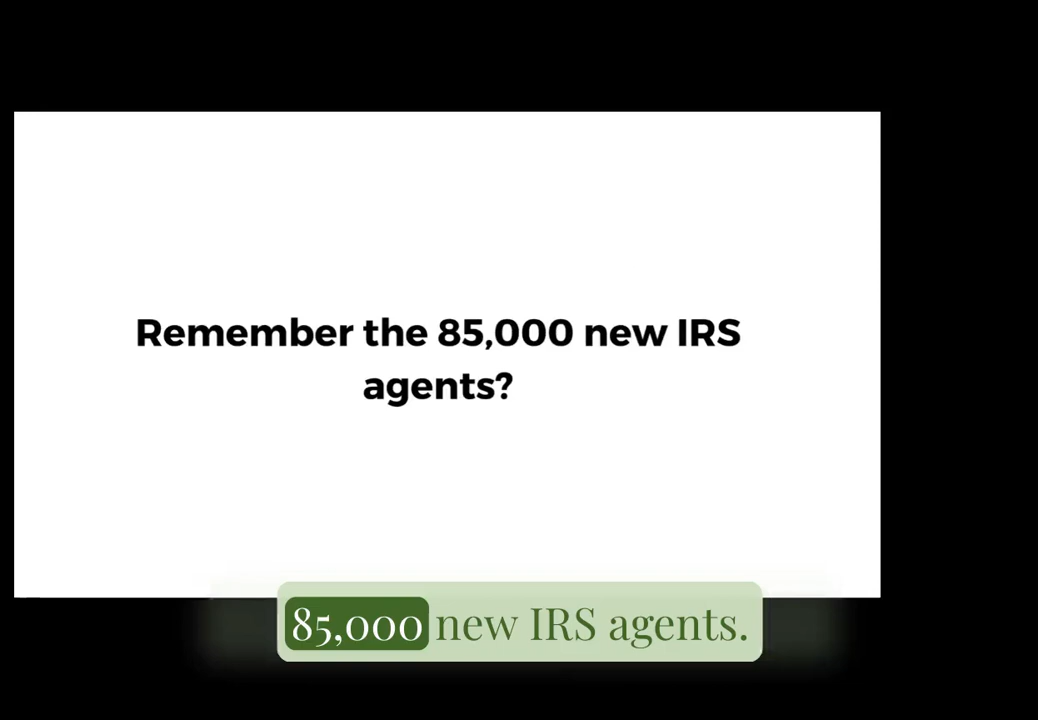 Remember the 85,000 new IRS
agents?
85,000 new IRS agents.